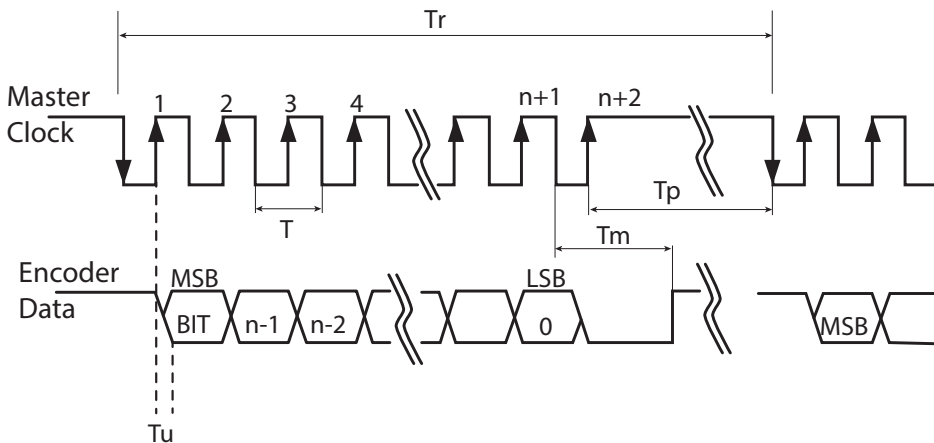 Tr
Master
Clock
1 2 3 4 n+1 n+2
T
Tp
Tm
Encoder
Data
MSB LSB
BIT n-1 n-2 0 MSB
Tu